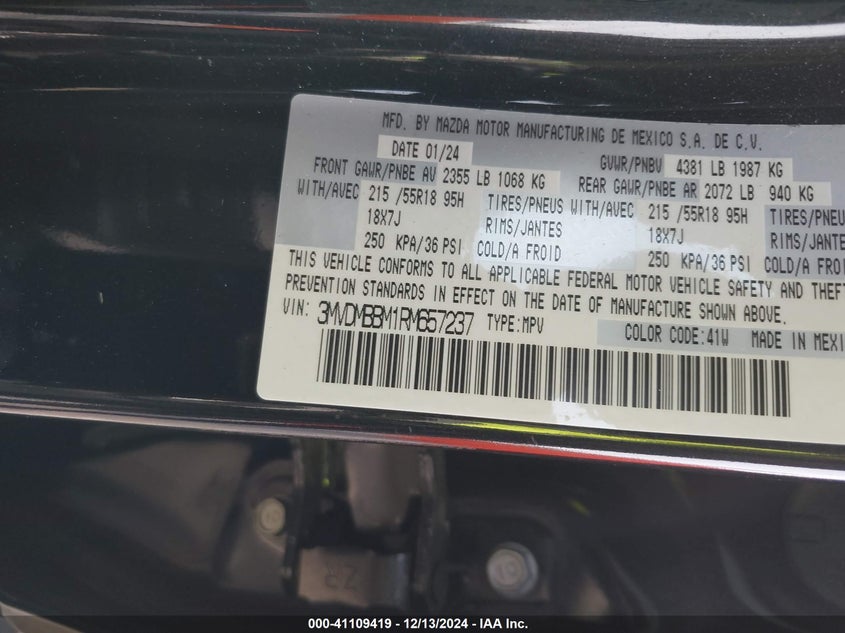 MFD. BY MAZDA MOTOR MANUFACTURING DE MEXICO S.A. DE C.V.
DATE 01/24 GVWR/PNBV 4381 LB 1987 KG
FRONT GAWR/PNBE AV 2355 LB 1068 KG REAR GAWR/PNBE AR 2072 LB 940 KG
WITH/AVEC 215 /55R18 95H TIRES/PNEUS WITH/AVEC 215 /55R18 95H TIRES/PNEU
18X7J RIMS/JANTES 18X7J RIMS/JANTES
250 KPA/36 PSI COLD/A FROID 250 KPA/36 PSI COLD/A FROI
THIS VEHICLE CONFORMS TO ALL APPLICABLE FEDERAL MOTOR VEHICLE SAFETY AND THEFT
PREVENTION STANDARDS IN EFFECT ON THE DATE OF MANUFACTURE SHOWN ABOVE.
VIN: 3MVDMBBM1RM657237 TYPE:MPV
COLOR CODE:41W MADE IN MEXI
000-41109419 - 12/13/2024 - IAA Inc.